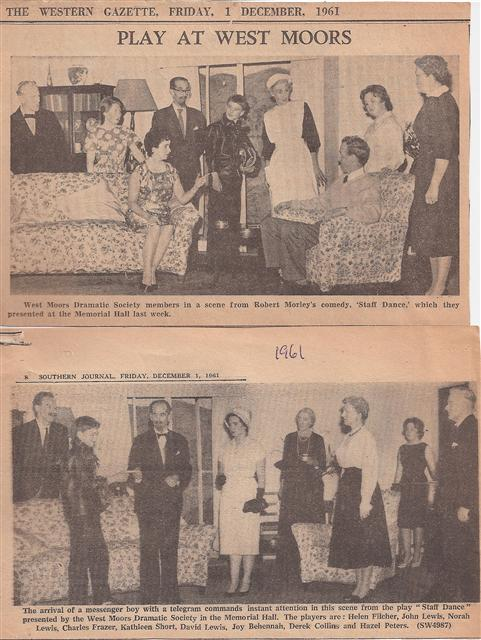 THE WESTERN GAZETTE, FRIDAY, 1 DECEMBER, 1961
PLAY AT WEST MOORS
West Moors Dramatic Society members in a scene from Robert Morley's comedy, 'Staff Dance,' which they
presented at the Memorial Hall last week.
1961
8 SOUTHERN JOURNAL, FRIDAY, DECEMBER 1, 1961
The arrival of a messenger boy with a telegram commands instant attention in this scene from the play "Staff Dance"
presented by the West Moors Dramatic Society in the Memorial Hall. The players are: Helen Filcher, John Lewis, Norah
Lewis, Charles Frazer, Kathleen Short, David Lewis, Joy Behennah, Derek Collins and Hazel Peters. (SW4987)